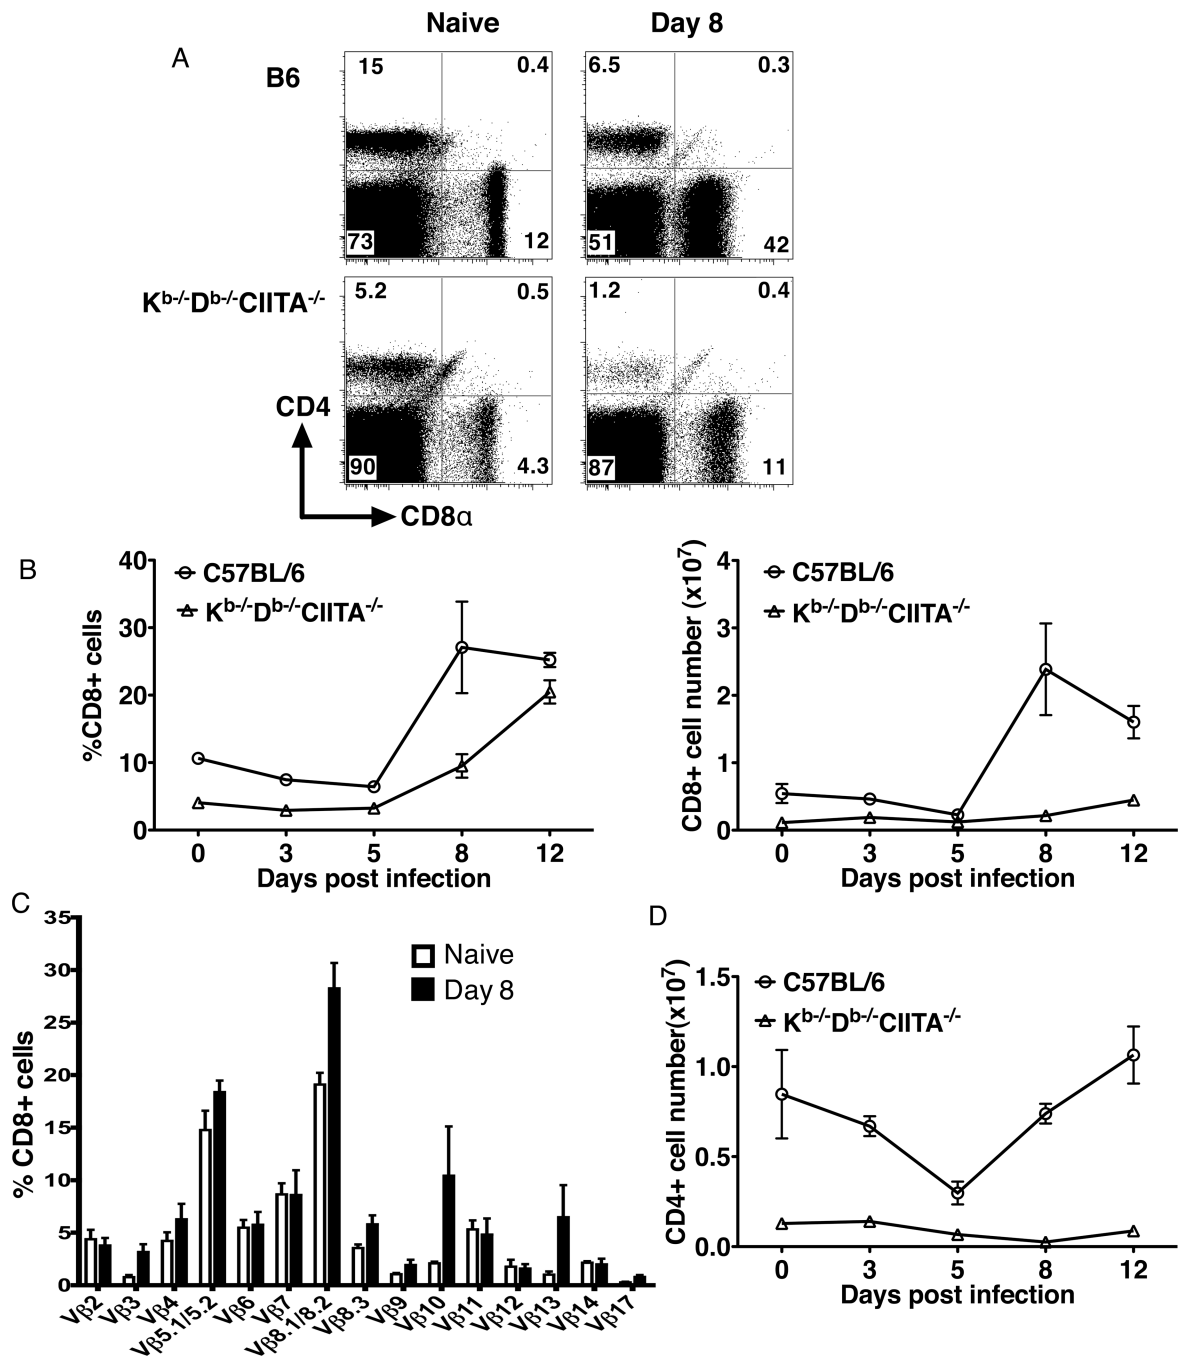 Naive Day 8
A
B6
15 0.4 6.5 0.3
73 12 51 42
Kb-/-Db-/-CIITA-/-
5.2 0.5 1.2 0.4
CD4
90 4.3 87 11
CD8α
B
C57BL/6
Kb-/-Db-/-CIITA-/-
%CD8+ cells
40
30
20
10
0
0 3 5 8 12
Days post infection
C57BL/6
Kb-/-Db-/-CIITA-/-
CD8+ cell number (x107)
4
3
2
1
0
0 3 5 8 12
Days post infection
C
Naive
Day 8
% CD8+ cells
35
30
25
20
15
10
5
0
Vβ2 Vβ3 Vβ4 Vβ5.1/5.2 Vβ6 Vβ7 Vβ8.1/8.2 Vβ8.3 Vβ9 Vβ10 Vβ11 Vβ12 Vβ13 Vβ14 Vβ17
D
C57BL/6
Kb-/-Db-/-CIITA-/-
CD4+ cell number(x107)
1.5
1.0
0.5
0.0
0 3 5 8 12
Days post infection